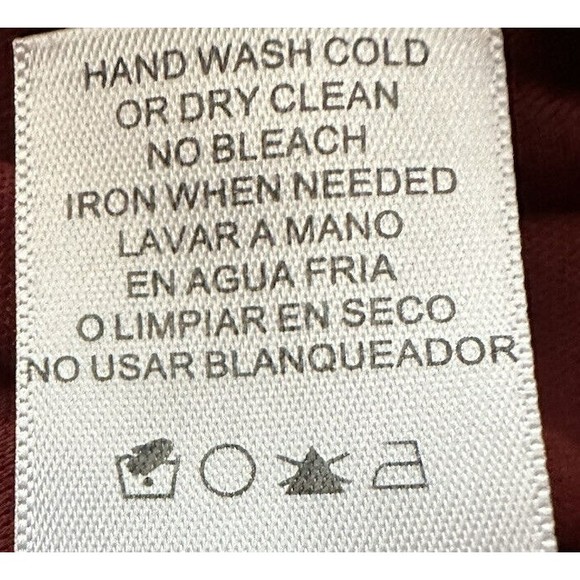 HAND WASH COLD
OR DRY CLEAN
NO BLEACH
IRON WHEN NEEDED
LAVAR A MANO
EN AGUA FRIA
O LIMPIAR EN SECO
NO USAR BLANQUEADOR